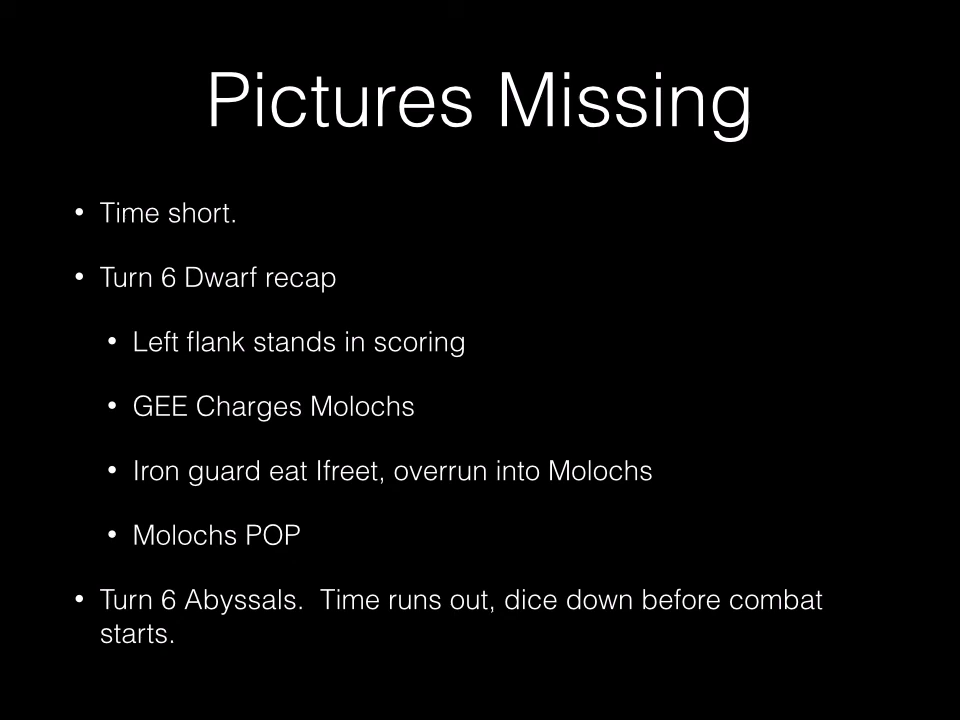 Pictures Missing
• Time short.
• Turn 6 Dwarf recap
• Left flank stands in scoring
• GEE Charges Molochs
• Iron guard eat Ifreet, overrun into Molochs
• Molochs POP
• Turn 6 Abyssals.  Time runs out, dice down before combat
starts.